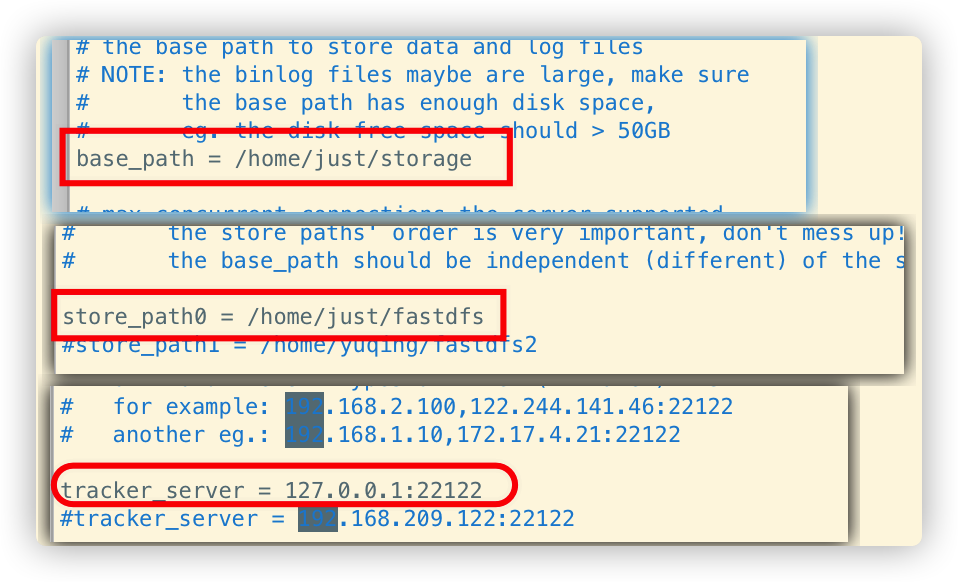 # the base path to store data and log files
# NOTE: the binlog files maybe are large, make sure
#       the base path has enough disk space,
#       eg. the disk free space should > 50GB
base_path = /home/just/storage
# max concurrent connections the server supported
#       the store paths' order is very important, don't mess up!
#       the base_path should be independent (different) of the s
store_path0 = /home/just/fastdfs
#store_path1 = /home/yuqing/fastdfs2
#   for example: 192.168.2.100,122.244.141.46:22122
#   another eg.: 192.168.1.10,172.17.4.21:22122
tracker_server = 127.0.0.1:22122
#tracker_server = 192.168.209.122:22122